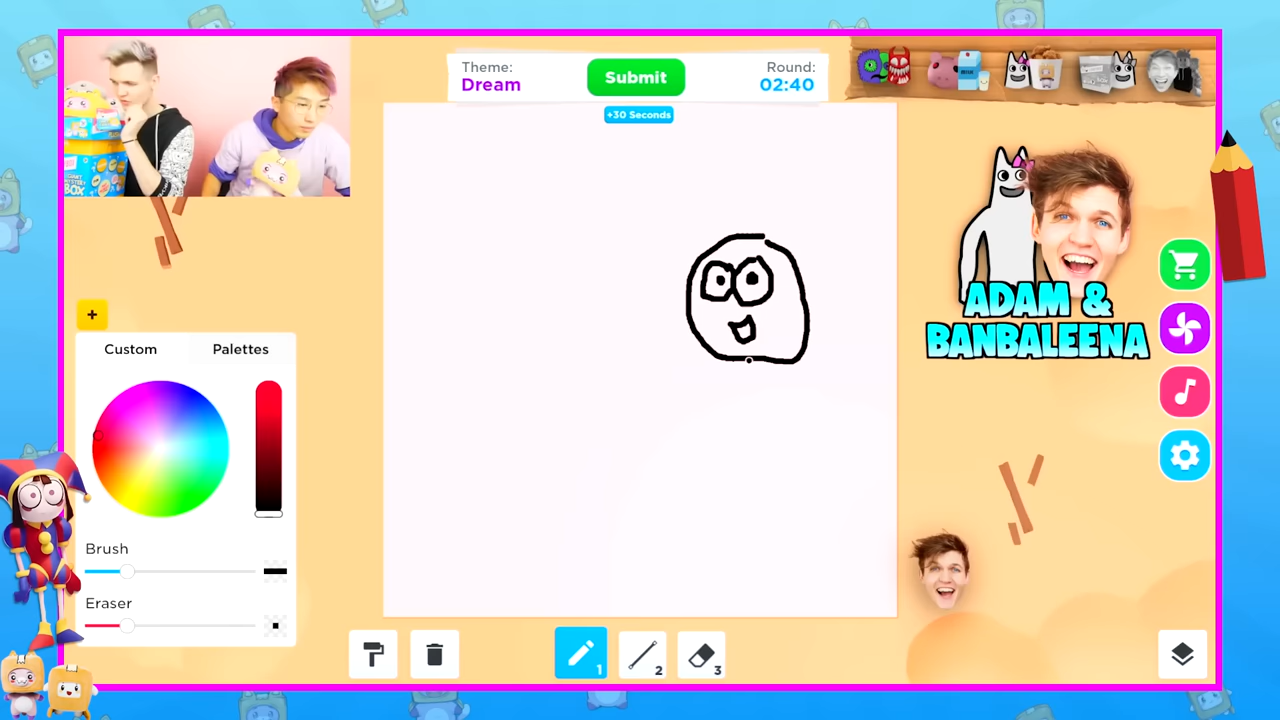 Theme:
Dream
Submit
Round:
02:40
+30 Seconds
ADAM &
BANBALEENA
+
Custom
Palettes
Brush
Eraser
1
2
3